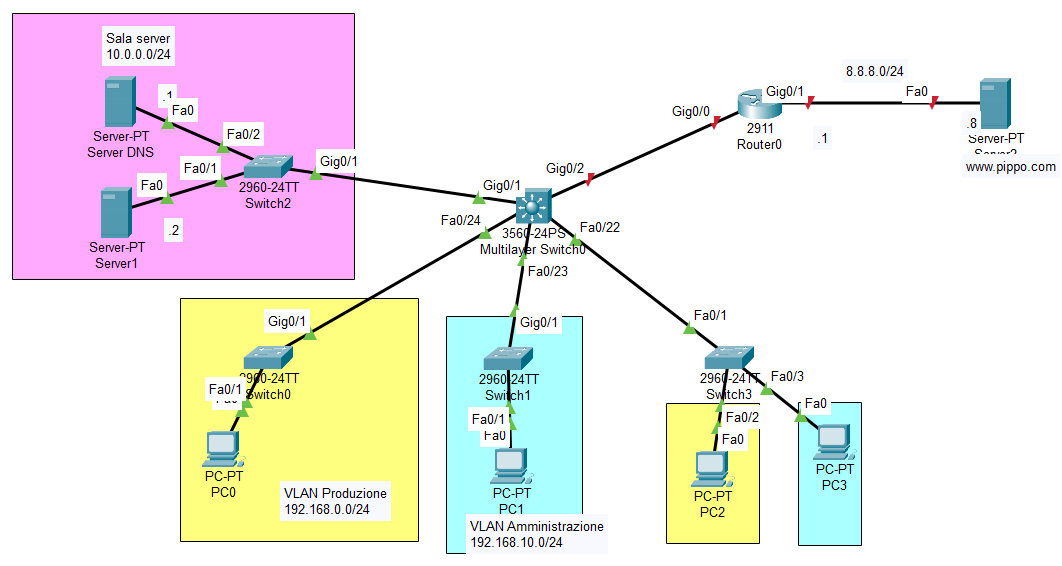 Sala server
10.0.0.0/24
.1
Fa0
Server-PT
Server DNS
Fa0/2
Fa0/1
Gig0/1
Fa0
2960-24TT
Switch2
.2
Server-PT
Server1
Gig0/1
Gig0/2
Fa0/24
3560-24PS
Multilayer Switch0
Fa0/22
Fa0/23
Gig0/0
Gig0/1
2911
Router0
8.8.8.0/24
.1
Fa0
.8
Server-PT
www.pippo.com
Gig0/1
2960-24TT
Switch0
Fa0/1
PC-PT
PC0
VLAN Produzione
192.168.0.0/24
Gig0/1
2960-24TT
Switch1
Fa0/1
Fa0
PC-PT
PC1
VLAN Amministrazione
192.168.10.0/24
Fa0/1
2960-24TT
Switch3
Fa0/3
Fa0/2
Fa0
Fa0
PC-PT
PC2
PC-PT
PC3